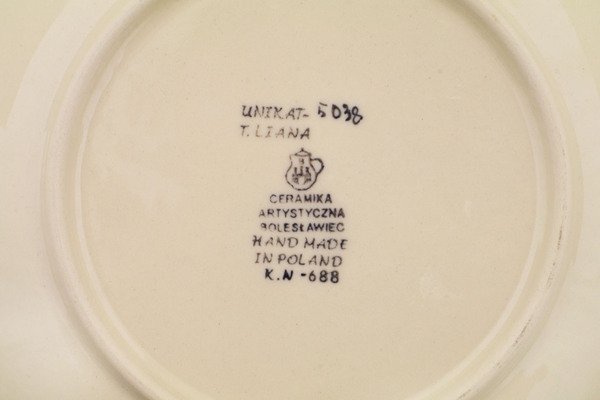 UNIKAT- 5038
T. LIANA
CERAMIKA
ARTYSTYCZNA
BOLESŁAWIEC
HAND MADE
IN POLAND
K.N -688